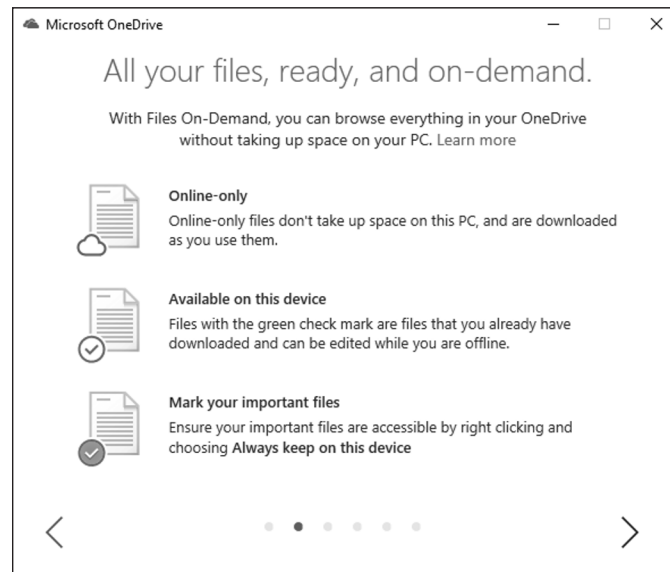 Microsoft OneDrive
All your files, ready, and on-demand.
With Files On-Demand, you can browse everything in your OneDrive
without taking up space on your PC. Learn more
Online-only
Online-only files don't take up space on this PC, and are downloaded
as you use them.
Available on this device
Files with the green check mark are files that you already have
downloaded and can be edited while you are offline.
Mark your important files
Ensure your important files are accessible by right clicking and
choosing Always keep on this device